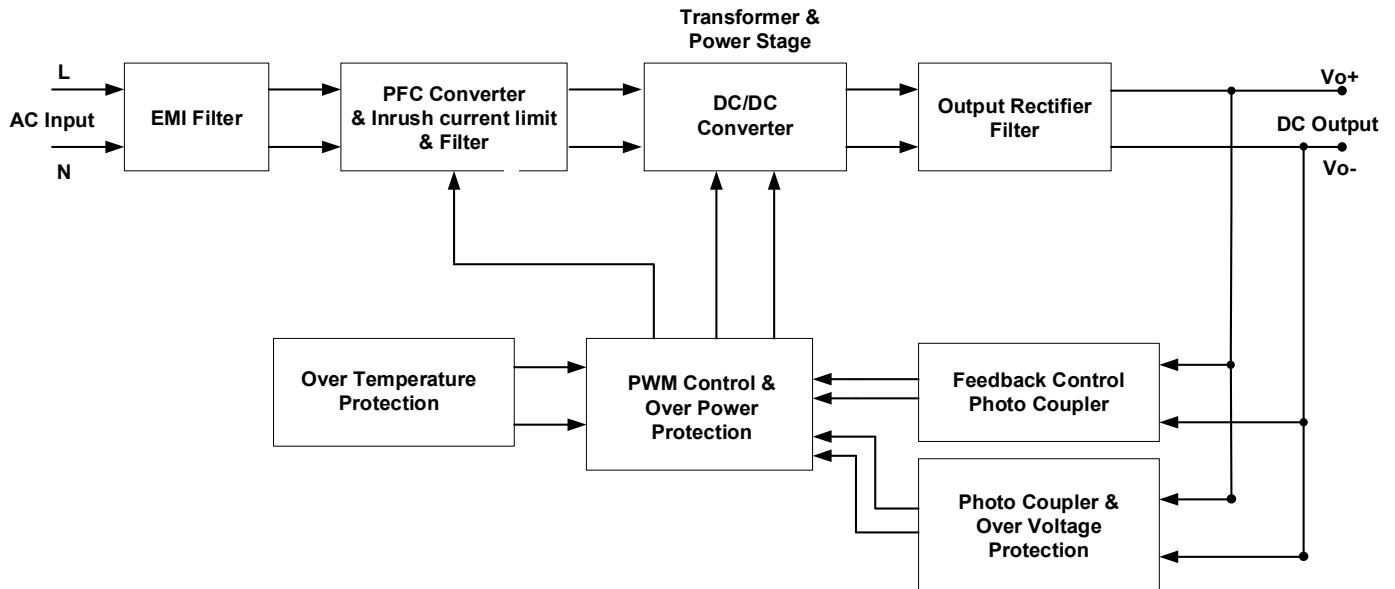 Transformer &
Power Stage
L
AC Input
N
EMI Filter
PFC Converter
& Inrush current limit
& Filter
DC/DC
Converter
Output Rectifier
Filter
Vo+
DC Output
Vo-
Over Temperature
Protection
PWM Control &
Over Power
Protection
Feedback Control
Photo Coupler
Photo Coupler &
Over Voltage
Protection